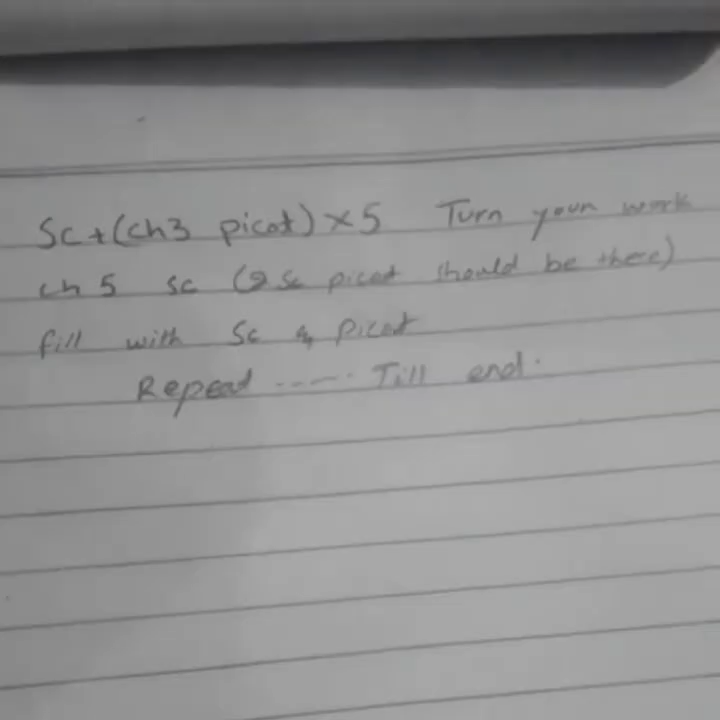 Sc+(ch3 picot)×5 Turn your work
ch 5 sc (2 Sc picot should be there)
fill with Sc & Picot
Repeat ----- Till end.